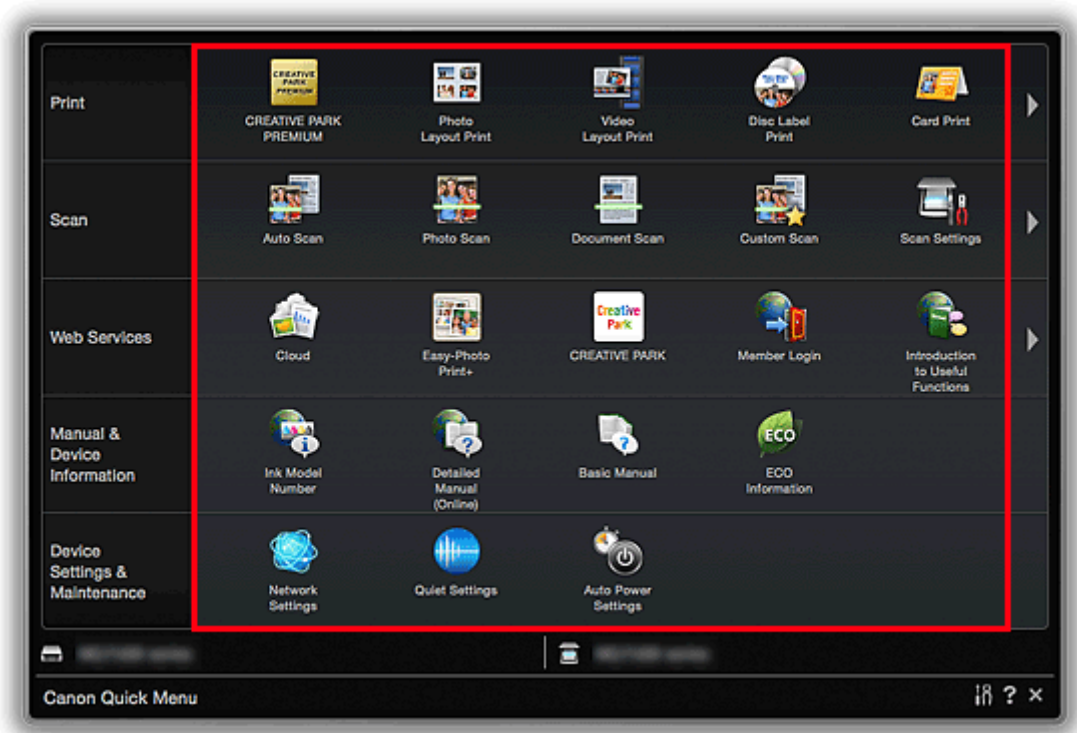 Print
CREATIVE
PARK
PREMIUM
CREATIVE PARK
PREMIUM
Photo
Layout Print
Video
Layout Print
Disc Label
Print
Card Print
Scan
Auto Scan
Photo Scan
Document Scan
Custom Scan
Scan Settings
Web Services
Cloud
Easy-Photo
Print+
Creative
Park
CREATIVE PARK
Member Login
Introduction
to Useful
Functions
Manual &
Device
Information
Ink Model
Number
Detailed
Manual
(Online)
Basic Manual
ECO
ECO
Information
Device
Settings &
Maintenance
Network
Settings
Quiet Settings
Auto Power
Settings
Canon Quick Menu
?